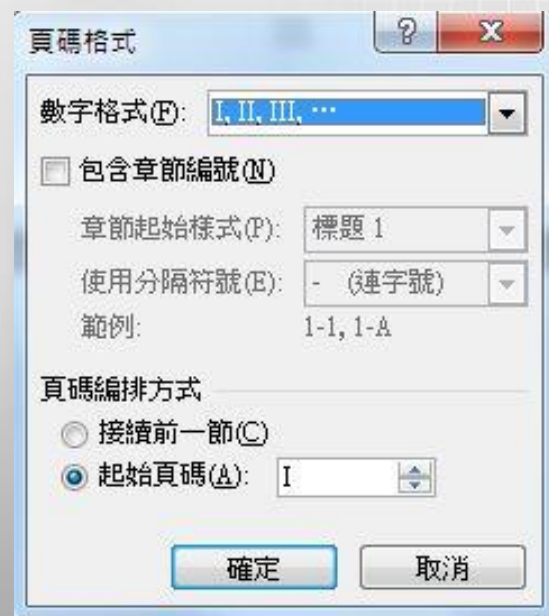 頁碼格式
數字格式(F): I, II, III, …
包含章節編號(N)
章節起始樣式(P): 標題 1
使用分隔符號(E): - (連字號)
範例: 1-1, 1-A
頁碼編排方式
接續前一節(C)
起始頁碼(A): I
確定 取消